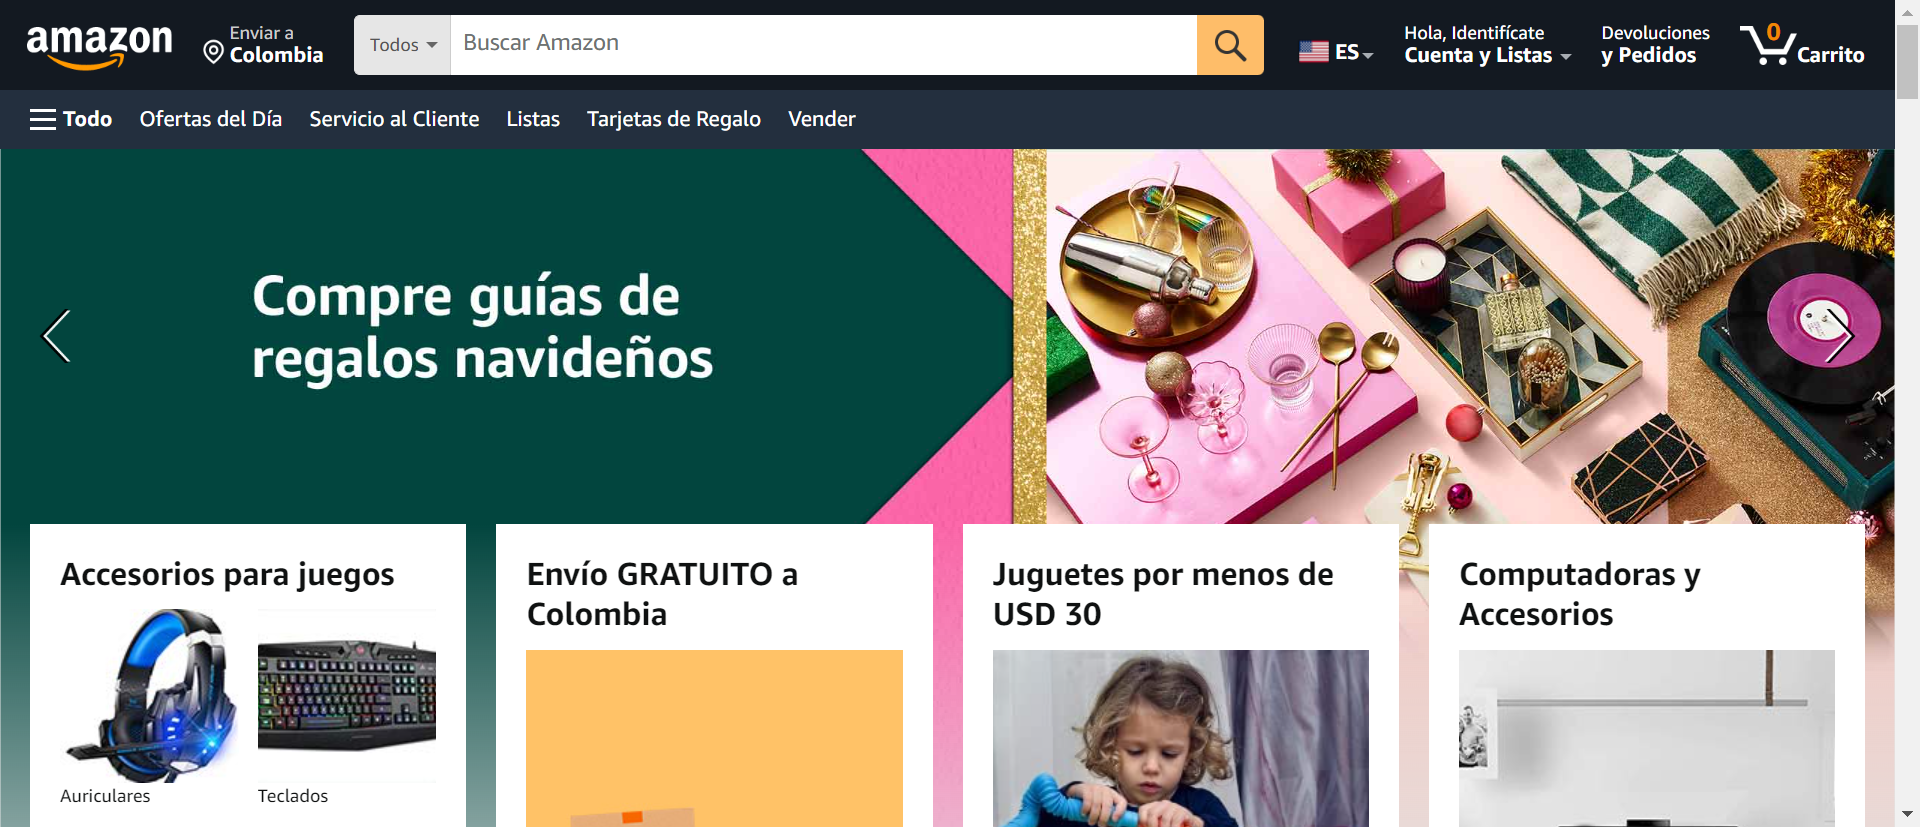 amazon
Enviar a
Colombia
Todos
Buscar Amazon
ES
Hola, Identifícate
Cuenta y Listas
Devoluciones
y Pedidos
0
Carrito
Todo
Ofertas del Día
Servicio al Cliente
Listas
Tarjetas de Regalo
Vender
Compre guías de
regalos navideños
Accesorios para juegos
Auriculares
Teclados
Envío GRATUITO a
Colombia
Juguetes por menos de
USD 30
Computadoras y
Accesorios